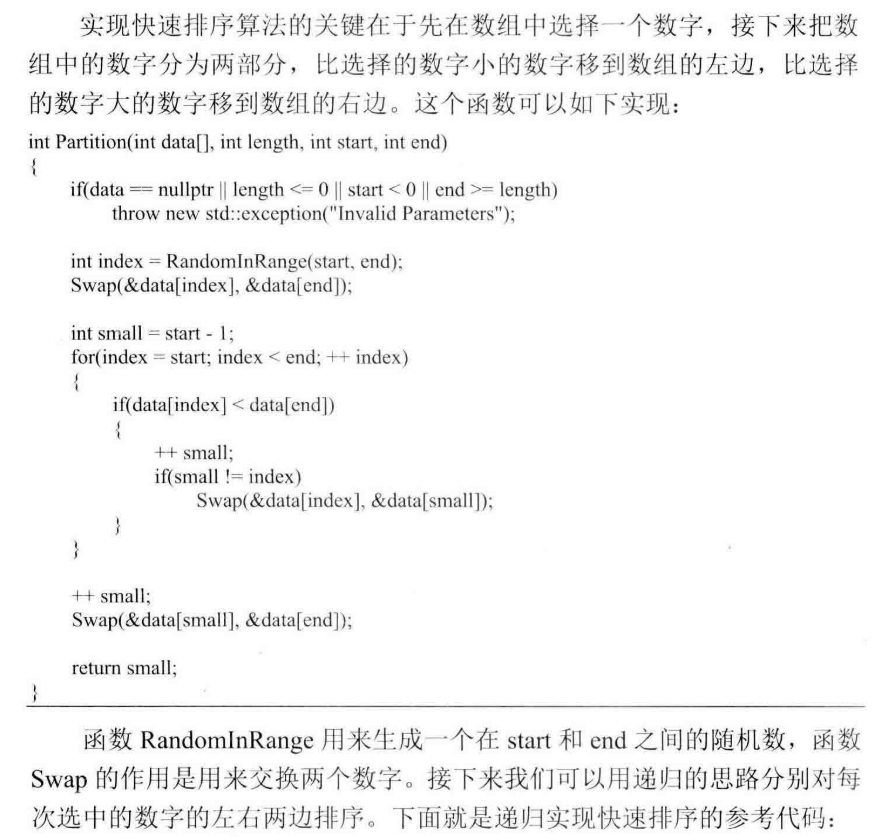 实现快速排序算法的关键在于先在数组中选择一个数字，接下来把数
组中的数字分为两部分，比选择的数字小的数字移到数组的左边，比选择
的数字大的数字移到数组的右边。这个函数可以如下实现：
int Partition(int data[], int length, int start, int end)
{
    if(data == nullptr || length <= 0 || start < 0 || end >= length)
        throw new std::exception("Invalid Parameters");

    int index = RandomInRange(start, end);
    Swap(&data[index], &data[end]);

    int small = start - 1;
    for(index = start; index < end; ++ index)
    {
        if(data[index] < data[end])
        {
            ++ small;
            if(small != index)
                Swap(&data[index], &data[small]);
        }
    }

    ++ small;
    Swap(&data[small], &data[end]);

    return small;
}
函数 RandomInRange 用来生成一个在 start 和 end 之间的随机数，函数
Swap 的作用是用来交换两个数字。接下来我们可以用递归的思路分别对每
次选中的数字的左右两边排序。下面就是递归实现快速排序的参考代码：